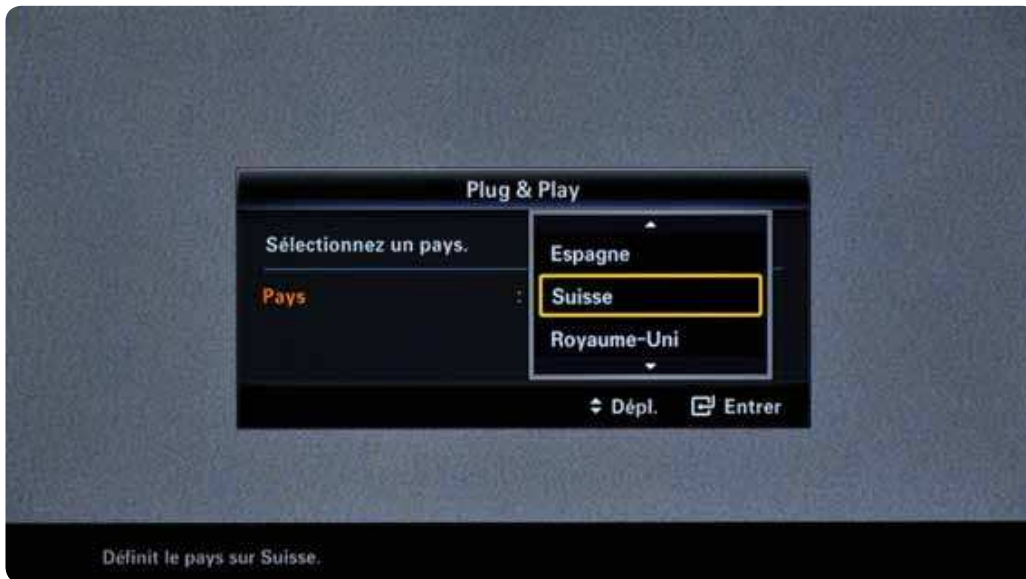 Plug & Play
Sélectionnez un pays.
Pays :
Espagne
Suisse
Royaume-Uni
Dépl. Entrer
Définit le pays sur Suisse.